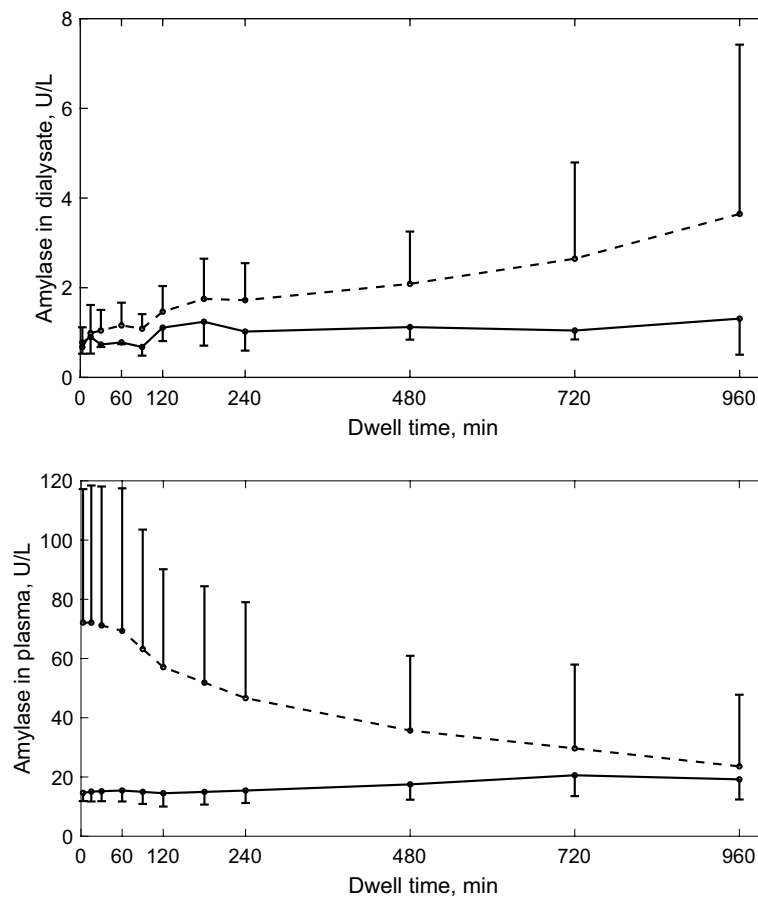 8
6
4
2
0
Amylase in dialysate, U/L
0 60 120 240 480 720 960
Dwell time, min
120
100
80
60
40
20
0
Amylase in plasma, U/L
0 60 120 240 480 720 960
Dwell time, min